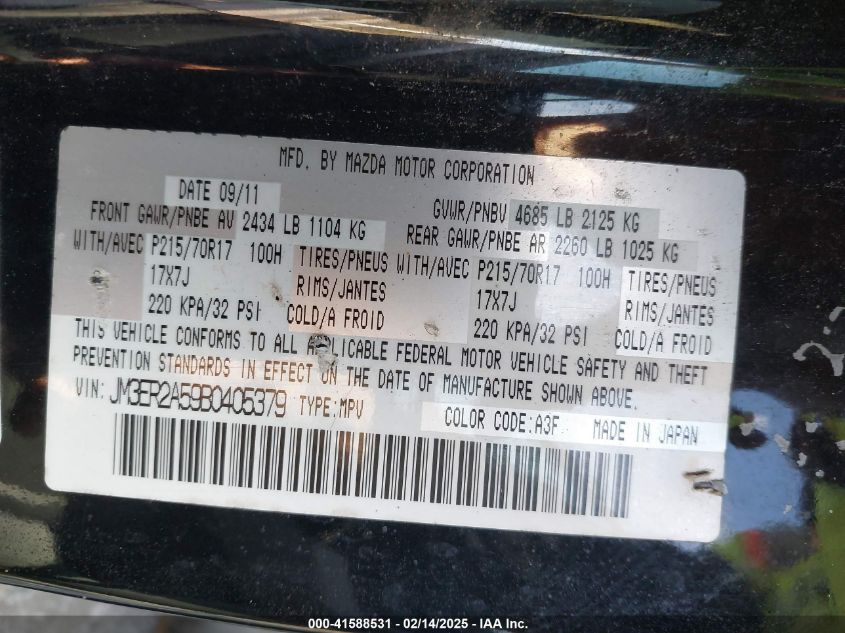 MFD. BY MAZDA MOTOR CORPORATION
DATE 09/11
GVWR/PNBV 4685 LB 2125 KG
FRONT GAWR/PNBE AV 2434 LB 1104 KG
REAR GAWR/PNBE AR 2260 LB 1025 KG
WITH/AVEC P215/70R17 100H TIRES/PNEUS WITH/AVEC P215/70R17 100H TIRES/PNEUS
17X7J RIMS/JANTES 17X7J RIMS/JANTES
220 KPA/32 PSI COLD/A FROID 220 KPA/32 PSI COLD/A FROID
THIS VEHICLE CONFORMS TO ALL APPLICABLE FEDERAL MOTOR VEHICLE SAFETY AND THEFT
PREVENTION STANDARDS IN EFFECT ON THE DATE OF MANUFACTURE SHOWN ABOVE.
VIN: JM3ER2A59B0405379 TYPE:MPV
COLOR CODE:A3F MADE IN JAPAN
000-41588531 - 02/14/2025 - IAA Inc.